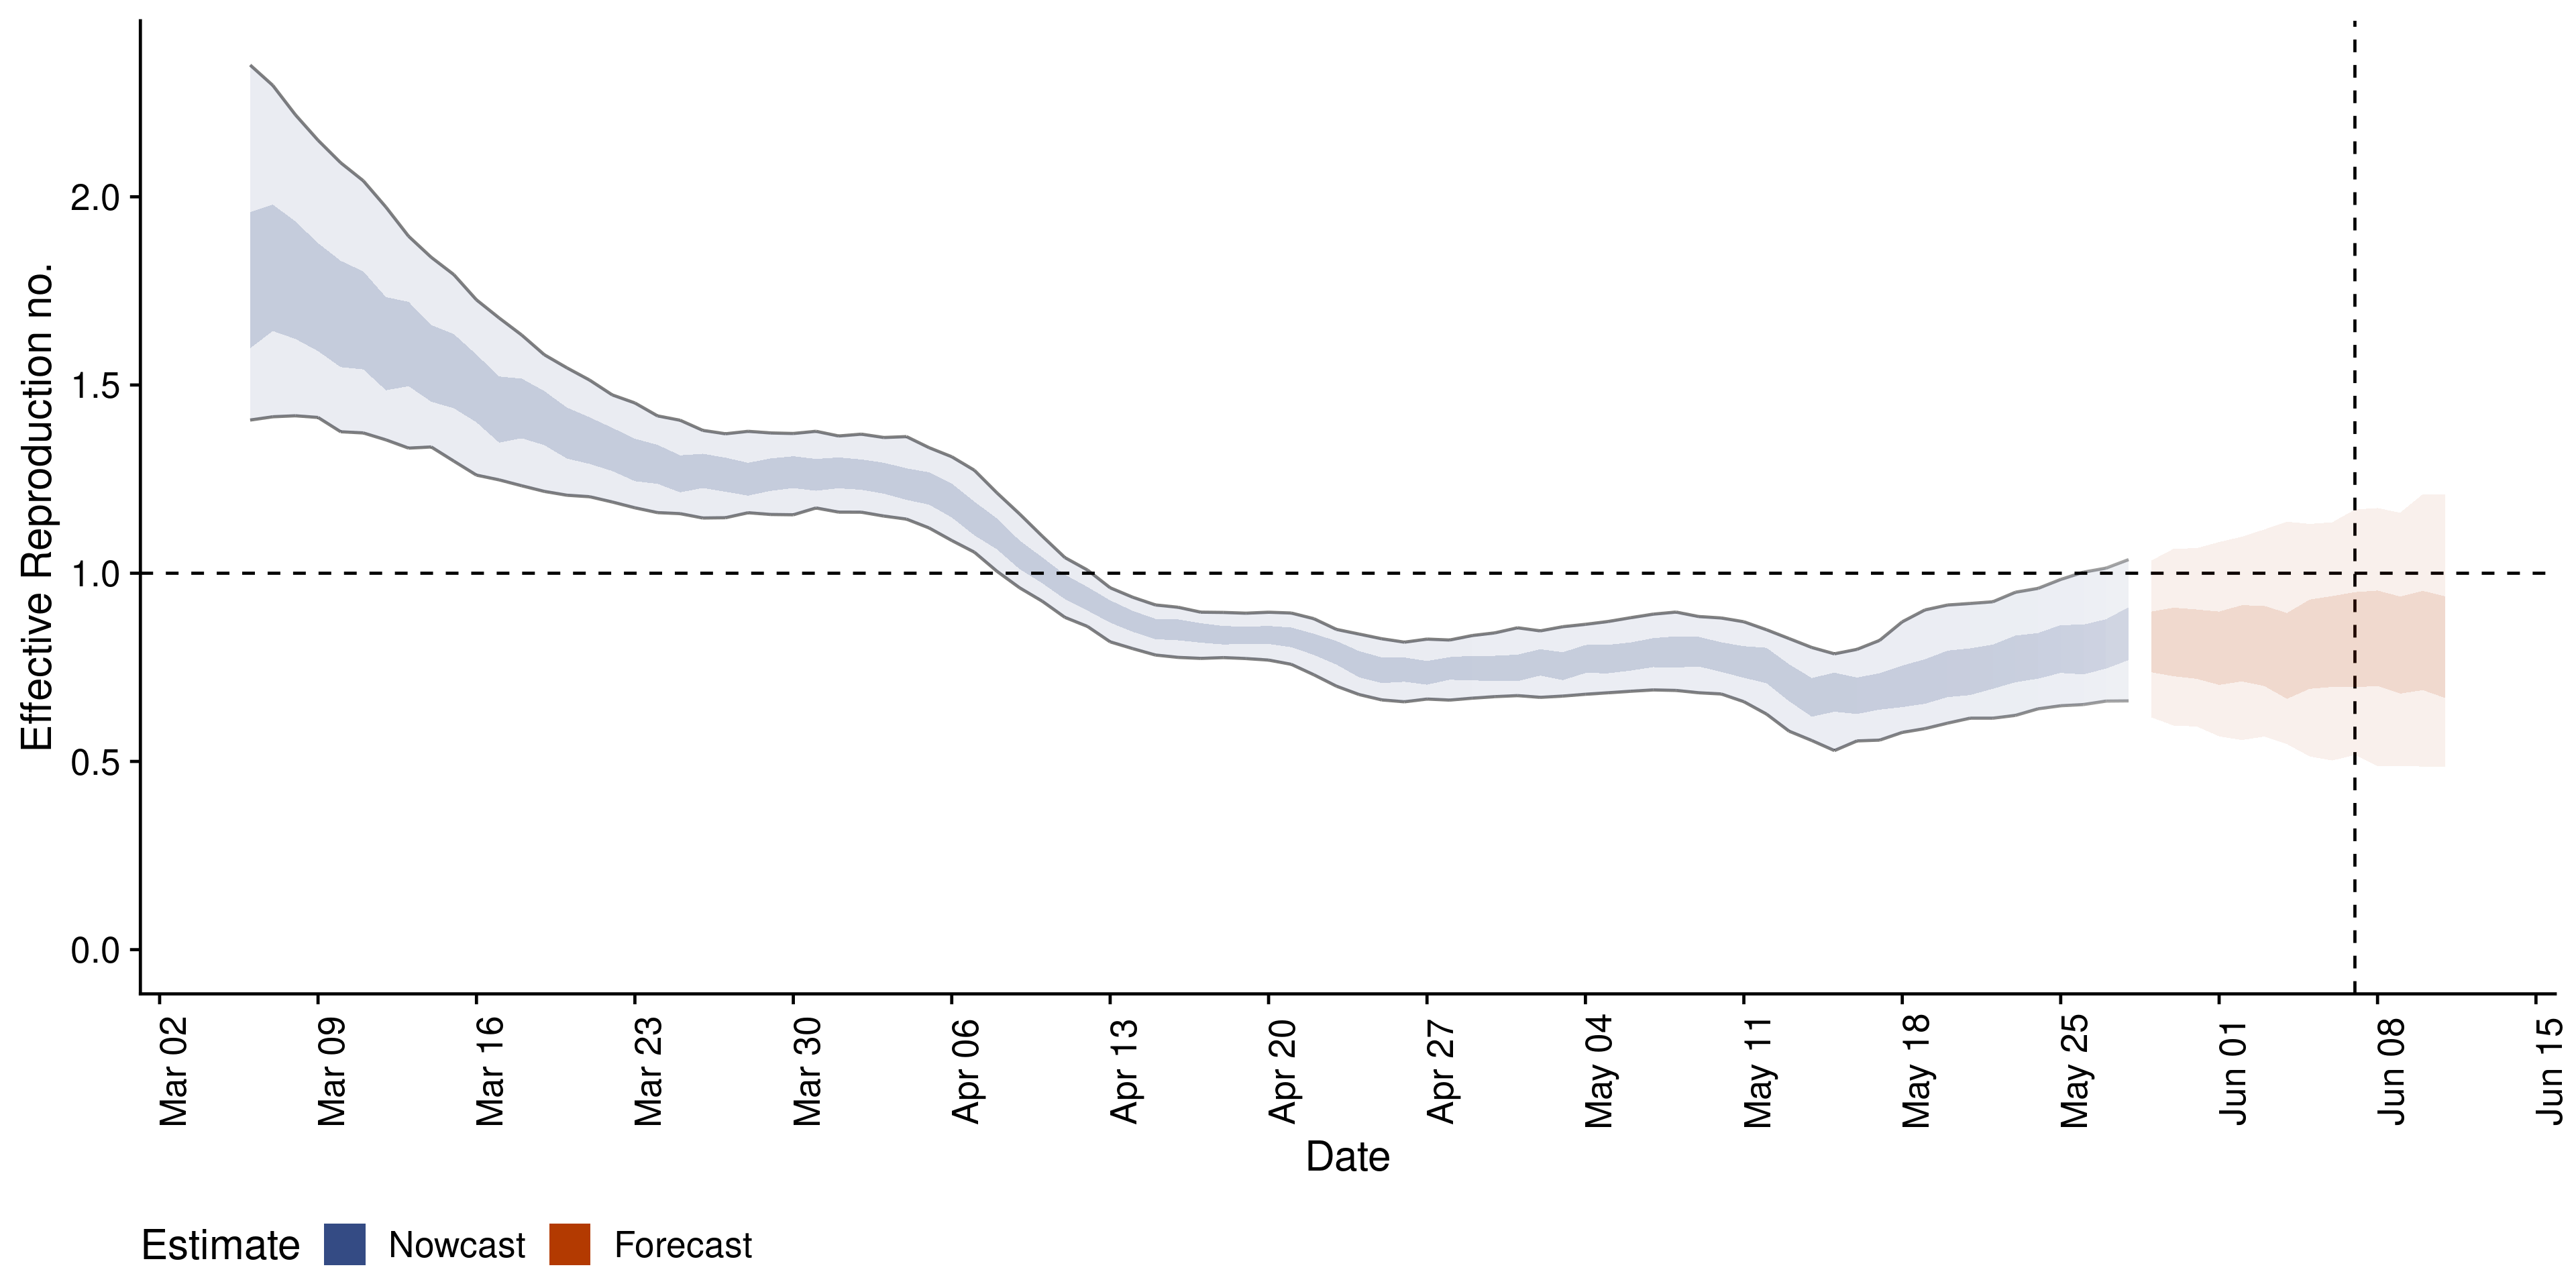 Effective Reproduction no.
2.0
1.5
1.0
0.5
0.0
Mar 02
Mar 09
Mar 16
Mar 23
Mar 30
Apr 06
Apr 13
Apr 20
Apr 27
May 04
May 11
May 18
May 25
Jun 01
Jun 08
Jun 15
Date
Estimate Nowcast Forecast